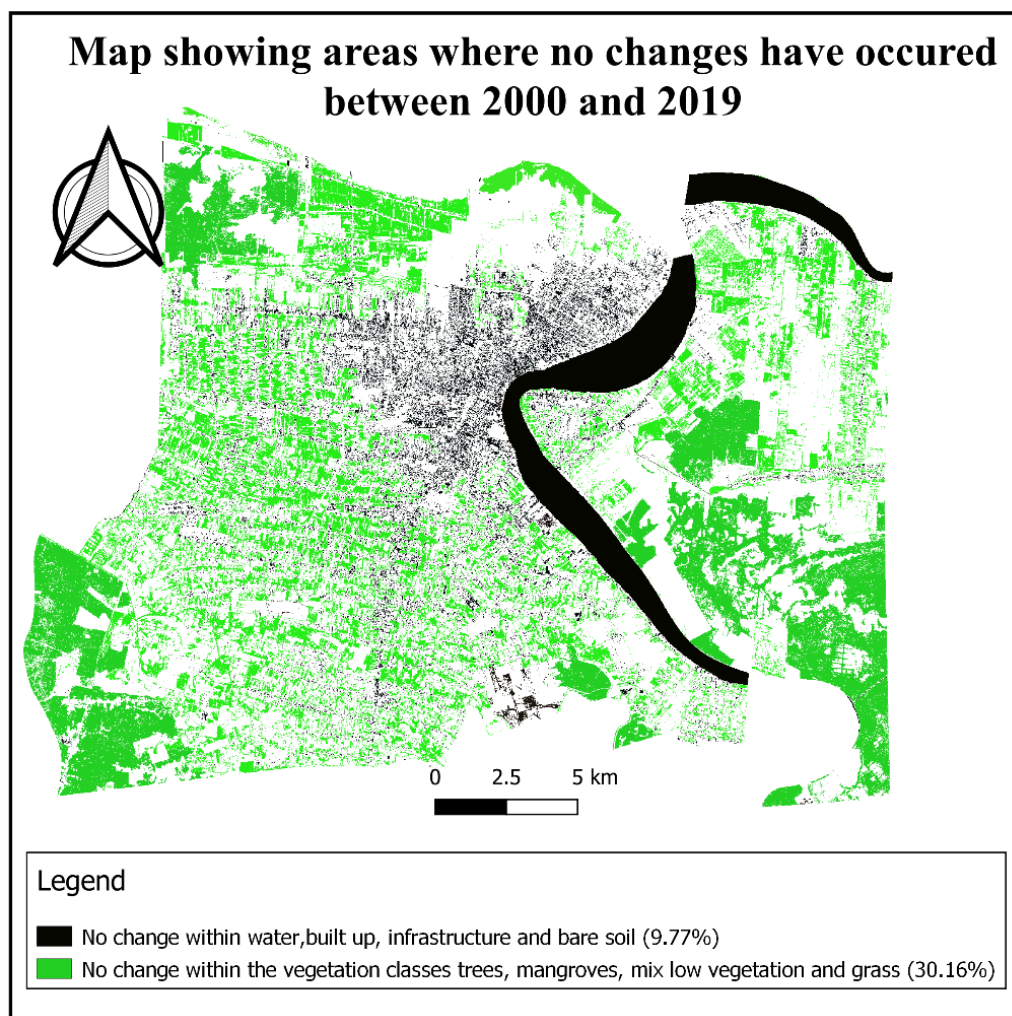 Map showing areas where no changes have occured
between 2000 and 2019
0 2.5 5 km
Legend
No change within water,built up, infrastructure and bare soil (9.77%)
No change within the vegetation classes trees, mangroves, mix low vegetation and grass (30.16%)